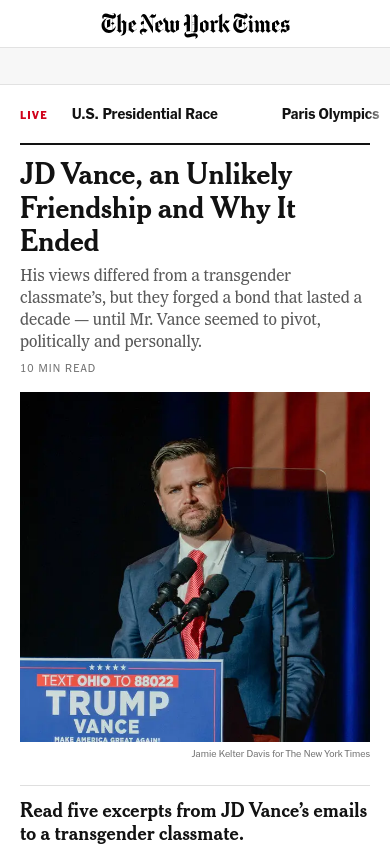 The New York Times
LIVE
U.S. Presidential Race
Paris Olympics
JD Vance, an Unlikely
Friendship and Why It
Ended
His views differed from a transgender
classmate’s, but they forged a bond that lasted a
decade — until Mr. Vance seemed to pivot,
politically and personally.
10 MIN READ
TEXT OHIO TO 88022
TRUMP
VANCE
MAKE AMERICA GREAT AGAIN!
Jamie Kelter Davis for The New York Times
Read five excerpts from JD Vance’s emails
to a transgender classmate.